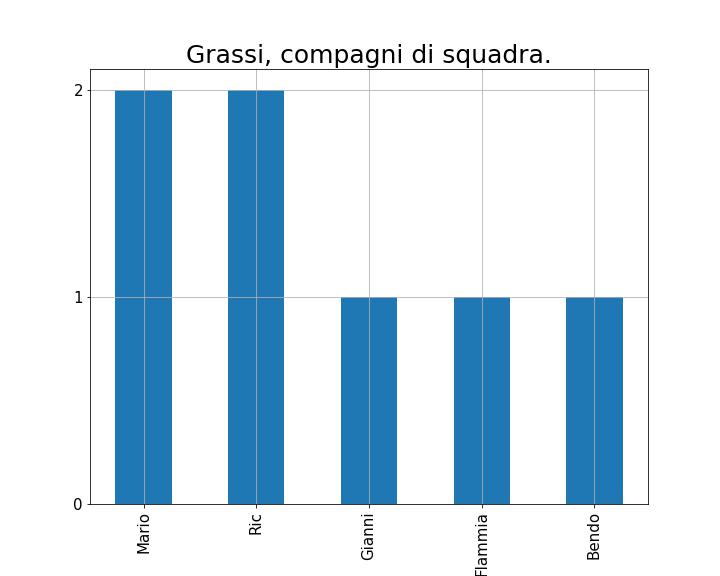 Grassi, compagni di squadra.
2
1
0
Mario
Ric
Gianni
Flammia
Bendo